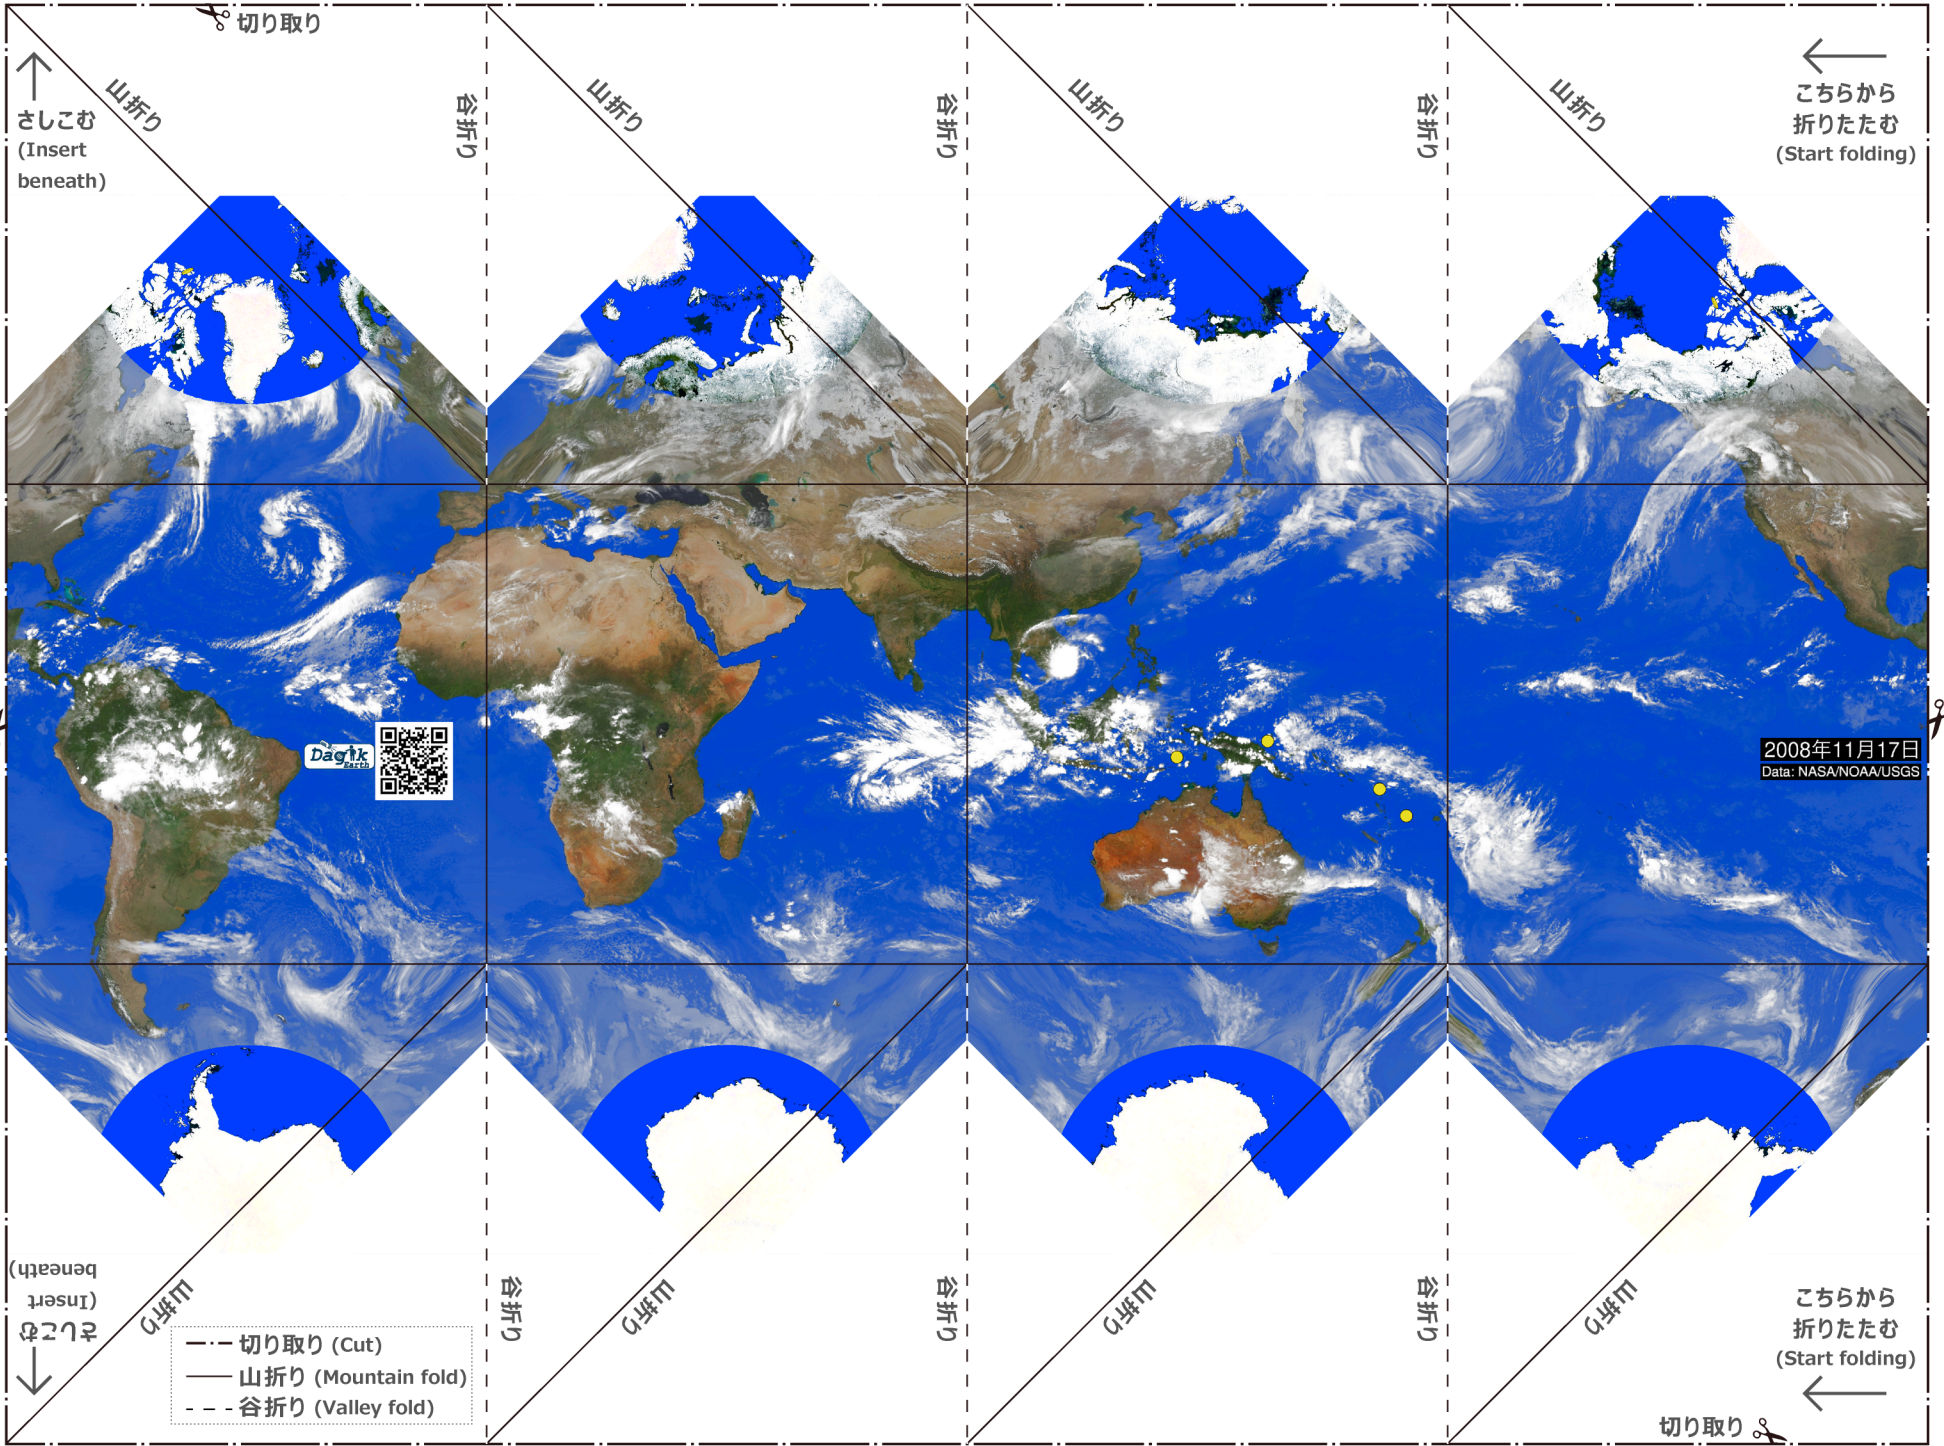 切り取り
さしこむ
(Insert
beneath)
山折り
谷折り
山折り
谷折り
山折り
谷折り
山折り
こちらから
折りたたむ
(Start folding)
Dagik
Earth
2008年11月17日
Data: NASA/NOAA/USGS
さしこむ
(Insert
beneath)
山折り
谷折り
山折り
谷折り
山折り
谷折り
山折り
こちらから
折りたたむ
(Start folding)
切り取り (Cut)
山折り (Mountain fold)
谷折り (Valley fold)
切り取り